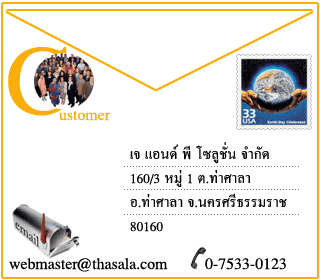 Customer
33
USA
Earth Day Celebrated
เจ แอนด์ พี โซลูชั่น จำกัด
160/3 หมู่ 1 ต.ท่าศาลา
อ.ท่าศาลา จ.นครศรีธรรมราช
80160
email
webmaster@thasala.com
0-7533-0123